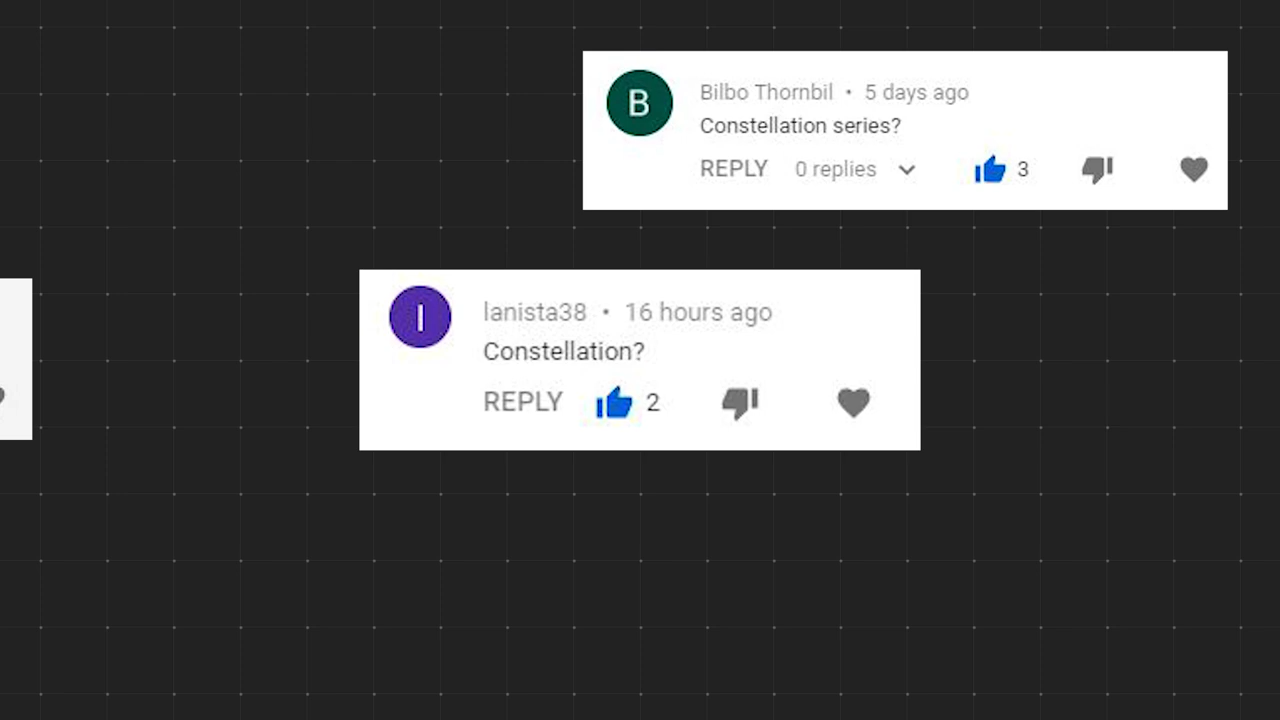 B
Bilbo Thornbil • 5 days ago
Constellation series?
REPLY 0 replies 3
l
lanista38 • 16 hours ago
Constellation?
REPLY 2